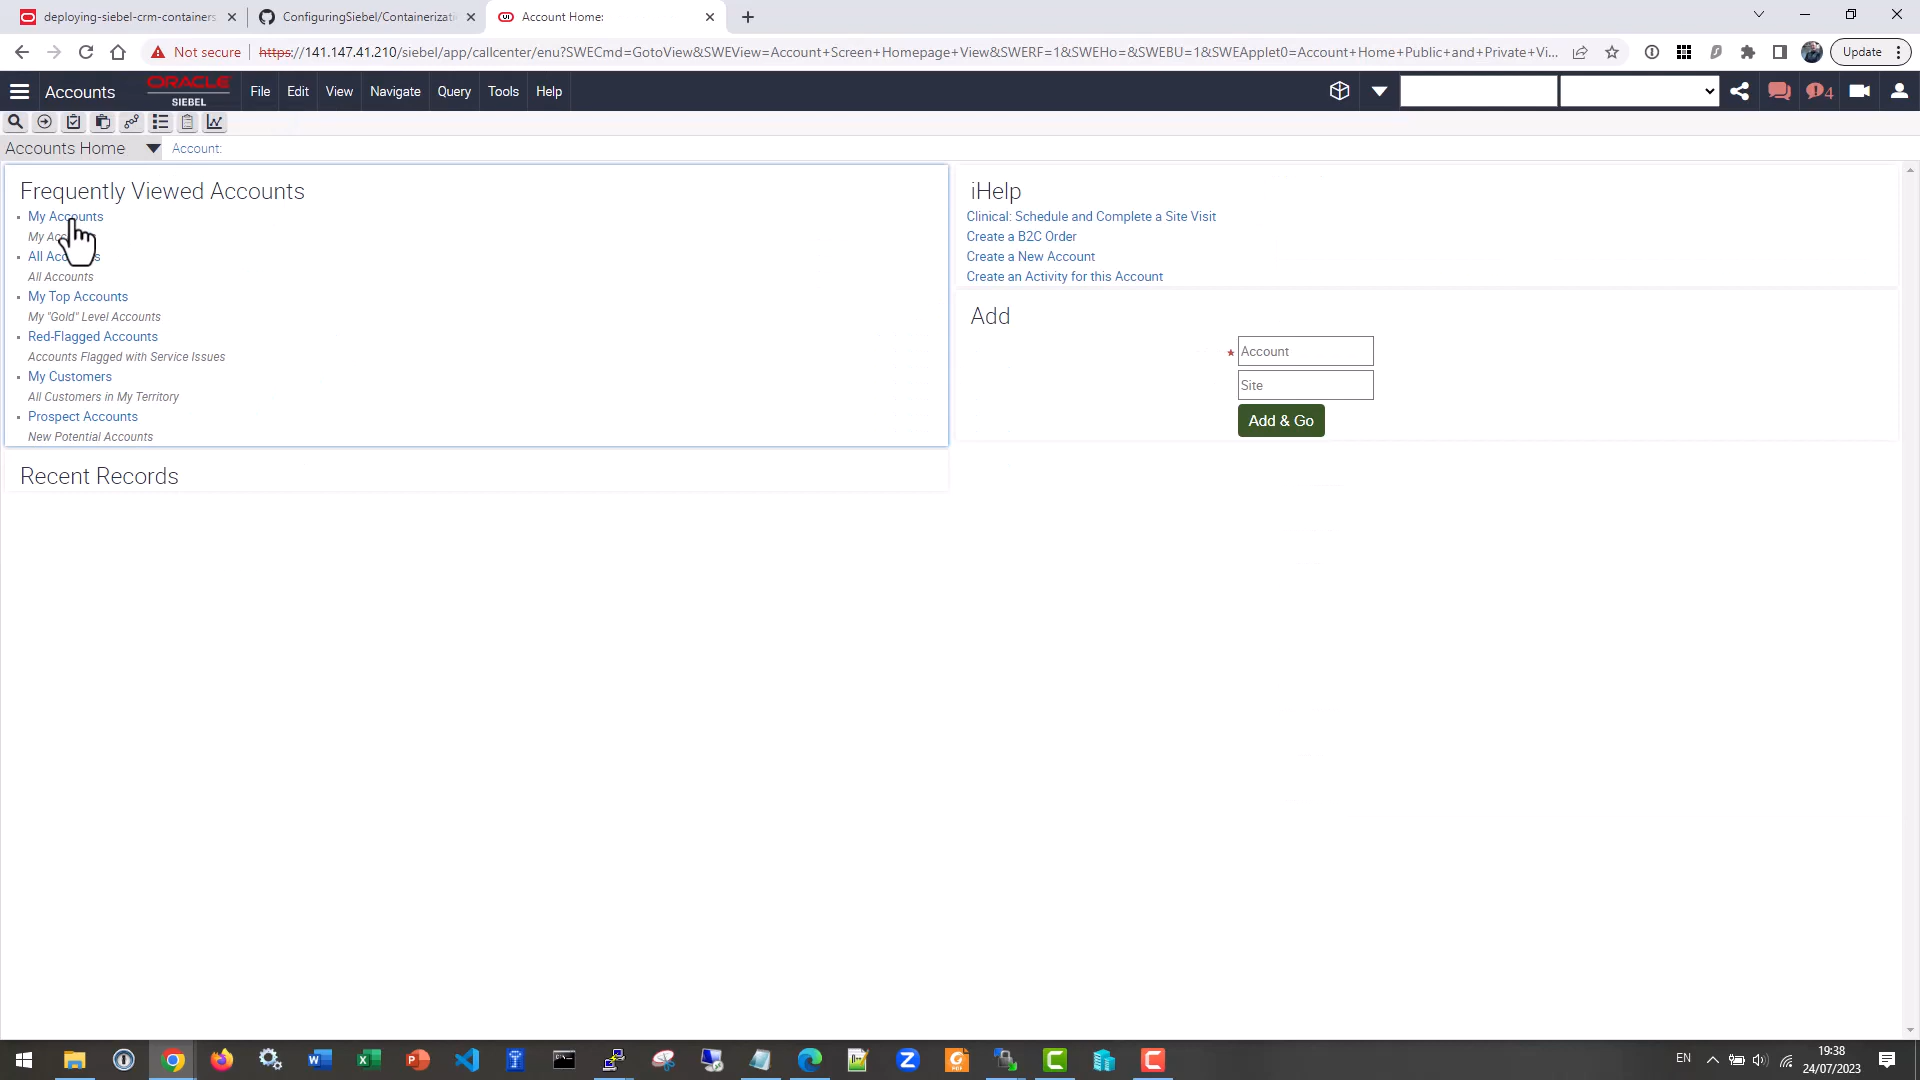 deploying-siebel-crm-containers
ConfiguringSiebel/Containerizati
Account Home:
Not secure
https://141.147.41.210/siebel/app/callcenter/enu?SWECmd=GotoView&SWEView=Account+Screen+Homepage+View&SWERF=1&SWEHo=&SWEBU=1&SWEApplet0=Account+Home+Public+and+Private+Vi...
Update
Accounts
ORACLE
SIEBEL
File
Edit
View
Navigate
Query
Tools
Help
4
Accounts Home
Account:
Frequently Viewed Accounts
My Accounts
My Acc
All Acc s
All Accounts
My Top Accounts
My "Gold" Level Accounts
Red-Flagged Accounts
Accounts Flagged with Service Issues
My Customers
All Customers in My Territory
Prospect Accounts
New Potential Accounts
Recent Records
iHelp
Clinical: Schedule and Complete a Site Visit
Create a B2C Order
Create a New Account
Create an Activity for this Account
Add
* Account
Site
Add & Go
EN
19:38
24/07/2023